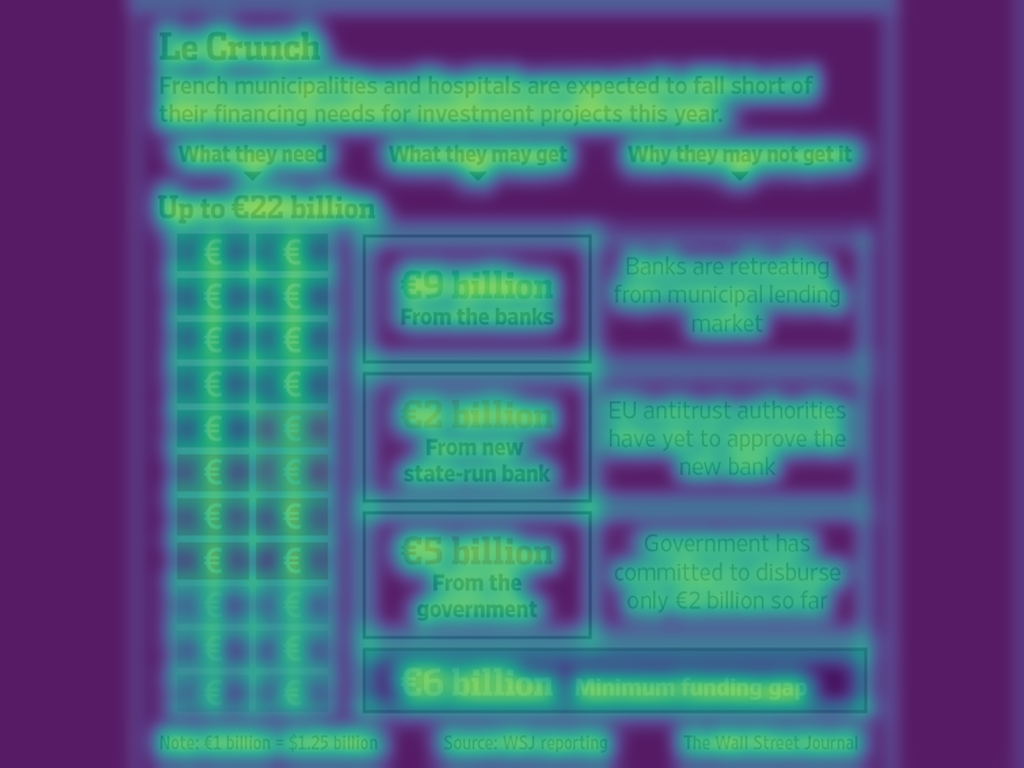 Le Crunch
French municipalities and hospitals are expected to fall short of
their financing needs for investment projects this year.
What they need
What they may get
Why they may not get it
Up to €22 billion
€ €
€ €
€ €
€ €
€ €
€ €
€ €
€ €
€ €
€ €
€ €
€9 billion
From the banks
Banks are retreating
from municipal lending
market
€2 billion
From new
state-run bank
EU antitrust authorities
have yet to approve the
new bank
€5 billion
From the
government
Government has
committed to disburse
only €2 billion so far
€6 billion Minimum funding gap
Note: €1 billion = $1.25 billion
Source: WSJ reporting
The Wall Street Journal